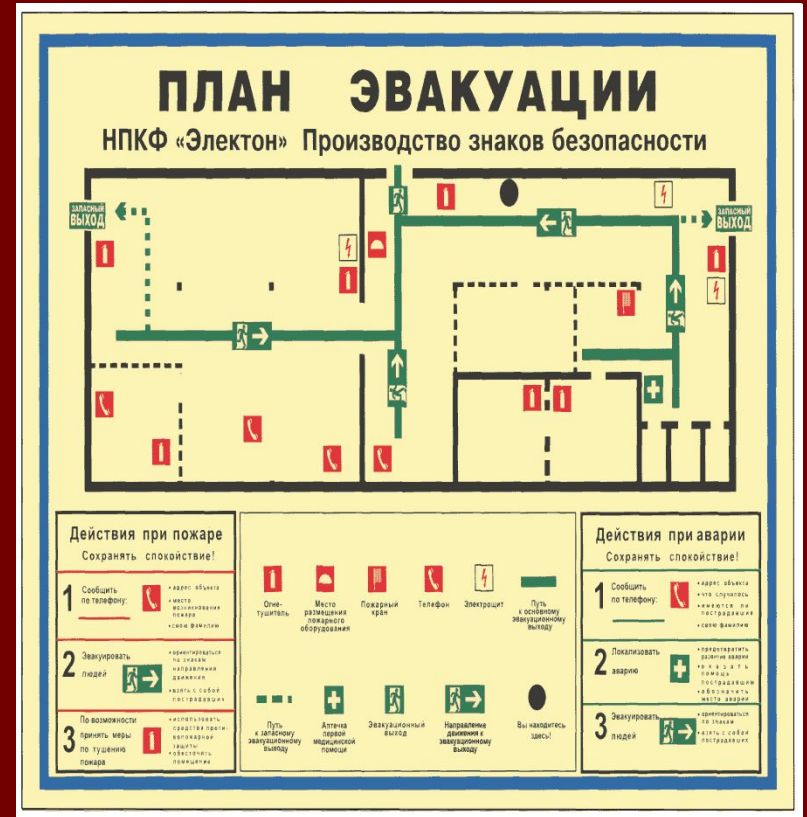 ПЛАН ЭВАКУАЦИИ
НПКФ «Электон» Производство знаков безопасности
ЗАПАСНЫЙ
ВЫХОД
ЗАПАСНЫЙ
ВЫХОД
Действия при пожаре
Сохранять спокойствие!
1 Сообщить
по телефону:
• адрес объекта
• место
возникновения
пожара
• свою фамилию
2 Эвакуировать
людей
• ориентироваться
по знакам
направления
движения
• взять с собой
пострадавших
3 По возможности
принять меры
по тушению
пожара
• использовать
средства проти-
вопожарной
защиты
• обесточить
помещение
Огне-
тушитель
Место
размещения
пожарного
оборудования
Пожарный
кран
Телефон
Электрощит
Путь
к основному
эвакуационному
выходу
Путь
к запасному
эвакуационному
выходу
Аптечка
первой
медицинской
помощи
Эвакуационный
выход
Направление
движения к
эвакуационному
выходу
Вы находитесь
здесь!
Действия при аварии
Сохранять спокойствие!
1 Сообщить
по телефону:
• адрес объекта
• что случилось
• имеются ли
пострадавшие
• свою фамилию
2 Локализовать
аварию
• предотвратить
развитие аварии
• оказать
помощь
пострадавшим
• обозначить
место аварии
3 Эвакуировать
людей
• ориентироваться
по знакам
• взять с собой
пострадавших